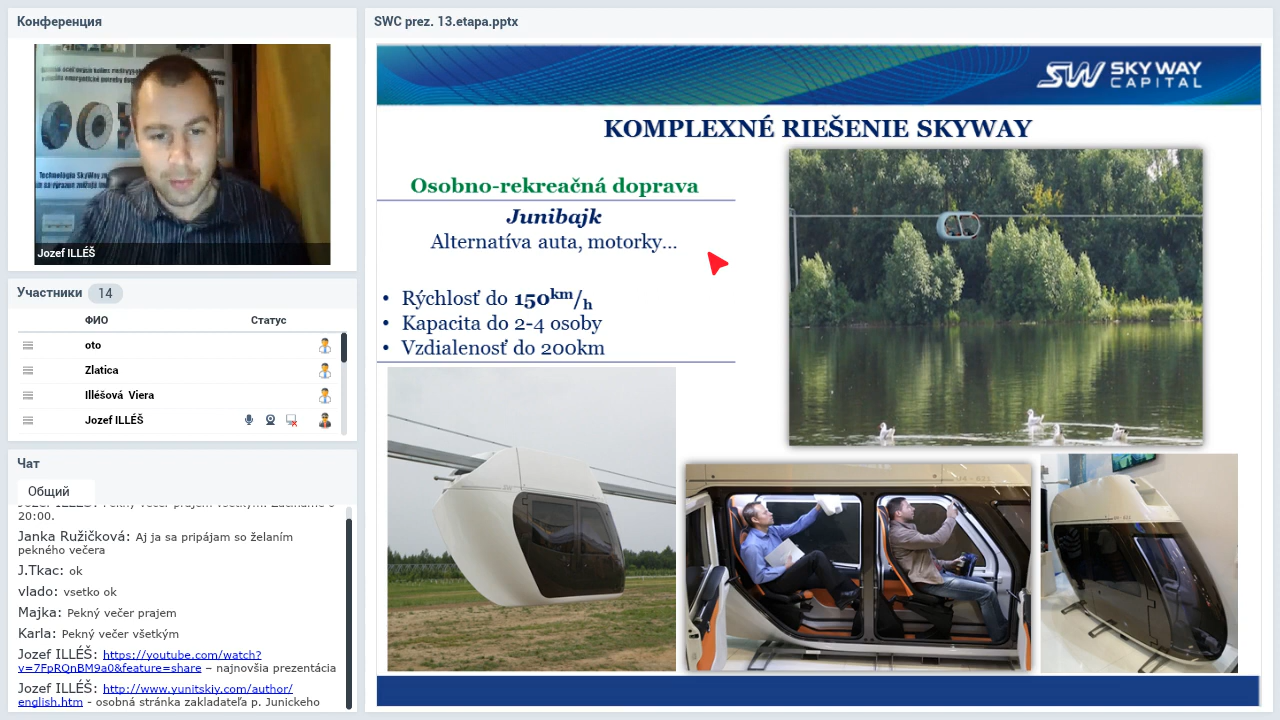 Конференция
Jozef ILLÉŠ
Участники 14
ФИО Статус
oto
Zlatica
Illéšová Viera
Jozef ILLÉŠ
Чат
Общий
20:00.
Janka Ružičková: Aj ja sa pripájam so želaním
pekného večera
J.Tkac: ok
vlado: vsetko ok
Majka: Pekný večer prajem
Karla: Pekný večer všetkým
Jozef ILLÉŠ: https://youtube.com/watch?
v=7FpRQnBM9a0&feature=share – najnovšia prezentácia
Jozef ILLÉŠ: http://www.yunitskiy.com/author/
english.htm - osobná stránka zakladateľa p. Junickeho
SWC prez. 13.etapa.pptx
SW SKY WAY
CAPITAL
KOMPLEXNÉ RIEŠENIE SKYWAY
Osobno-rekreačná doprava
Junibajk
Alternatíva auta, motorky...
• Rýchlosť do 150km/h
• Kapacita do 2-4 osoby
• Vzdialenosť do 200km